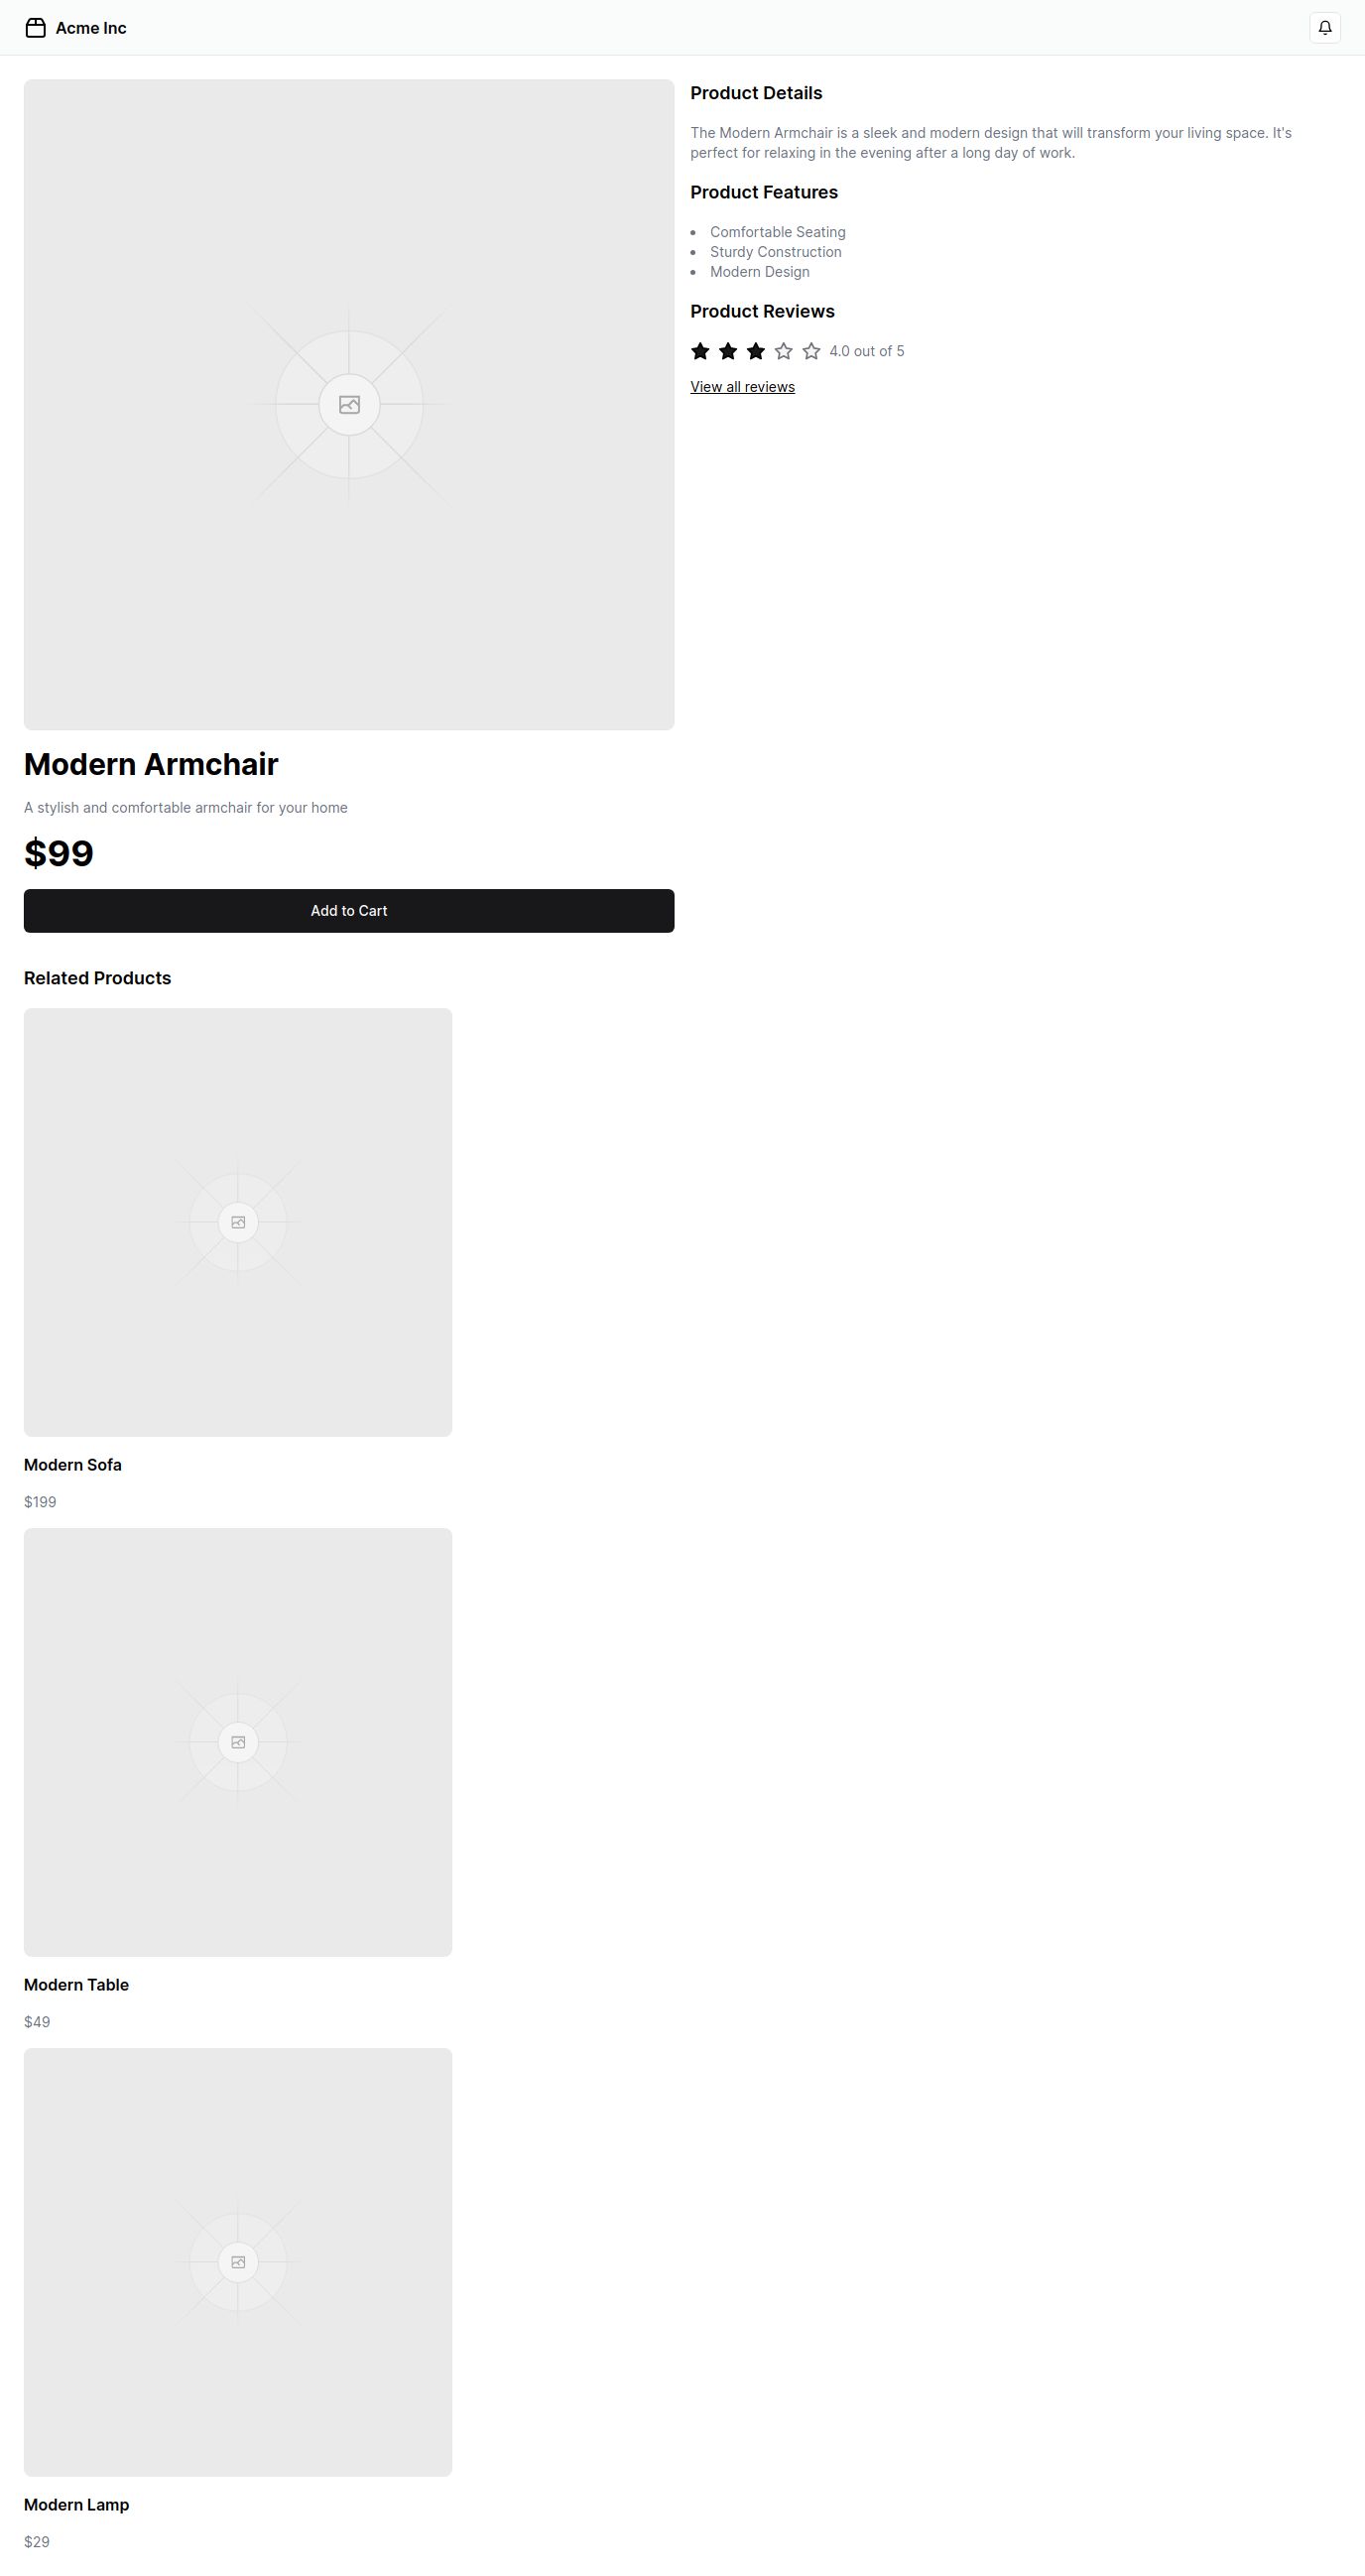 Acme Inc
Product Details
The Modern Armchair is a sleek and modern design that will transform your living space. It's
perfect for relaxing in the evening after a long day of work.
Product Features
Comfortable Seating
Sturdy Construction
Modern Design
Product Reviews
4.0 out of 5
View all reviews
Modern Armchair
A stylish and comfortable armchair for your home
$99
Add to Cart
Related Products
Modern Sofa
$199
Modern Table
$49
Modern Lamp
$29